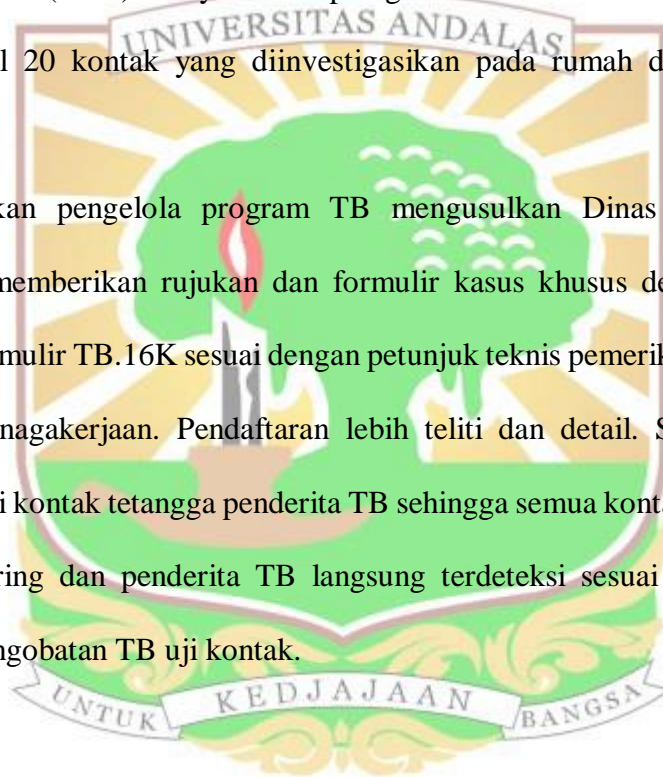 UNIVERSITAS ANDALAS
l 20 kontak yang diinvestigasikan pada rumah d
kan pengelola program TB mengusulkan Dinas
memberikan rujukan dan formulir kasus khusus de
mulir TB.16K sesuai dengan petunjuk teknis pemerik
nagakerjaan. Pendaftaran lebih teliti dan detail. S
i kontak tetangga penderita TB sehingga semua konta
ring dan penderita TB langsung terdeteksi sesuai
ngobatan TB uji kontak.
UNTUK KEDJAJAAN BANGSA